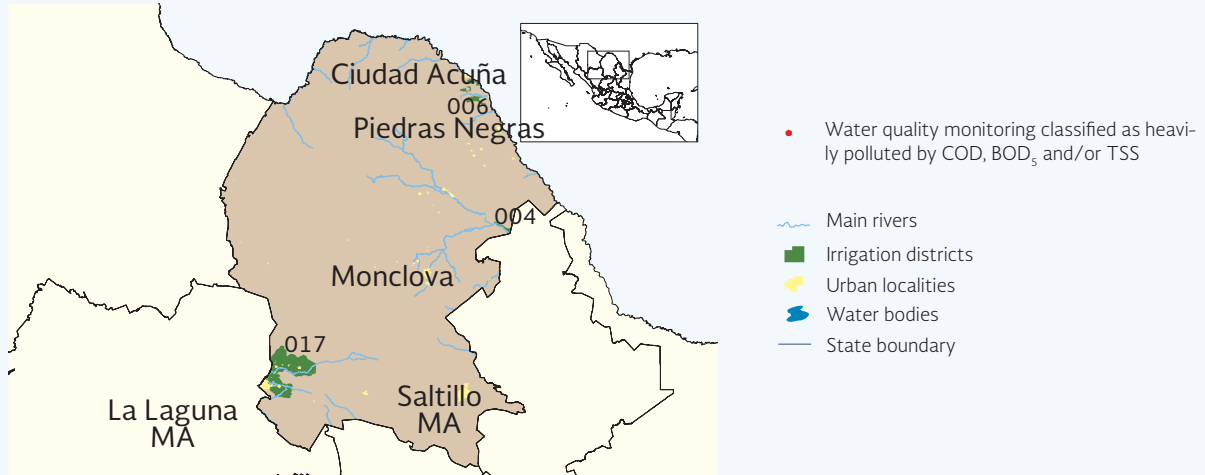 Ciudad Acuña
006
Piedras Negras
004
Monclova
017
La Laguna
MA
Saltillo
MA
Water quality monitoring classified as heavi-
ly polluted by COD, BOD₅ and/or TSS
Main rivers
Irrigation districts
Urban localities
Water bodies
State boundary